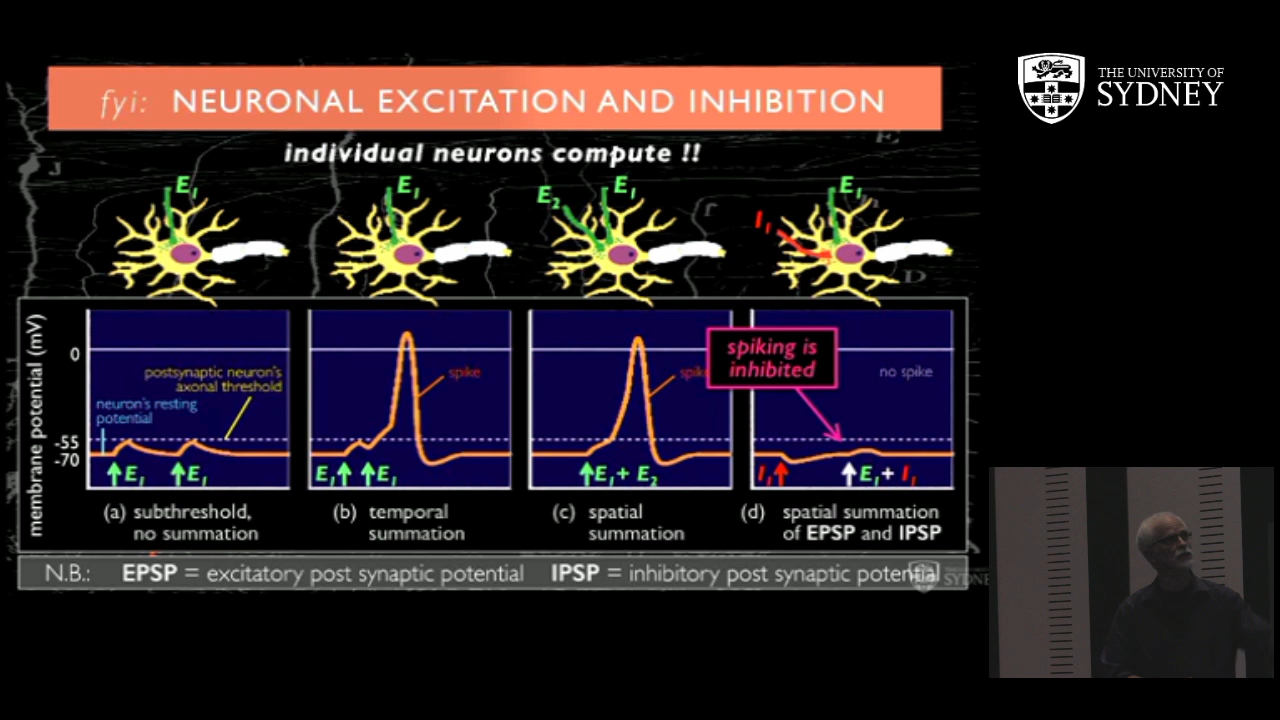 THE UNIVERSITY OF
SYDNEY
fyi: NEURONAL EXCITATION AND INHIBITION
individual neurons compute !!
E1
E1
E2
E1
I1
E1
J
D
membrane potential (mV)
0
-55
-70
postsynaptic neuron's
axonal threshold
neuron's resting
potential
E1
E1
spike
E1
E1
spik
E1 + E2
spiking is
inhibited
no spike
I1
E1 + I1
(a) subthreshold,
no summation
(b) temporal
summation
(c) spatial
summation
(d) spatial summation
of EPSP and IPSP
N.B.: EPSP = excitatory post synaptic potential IPSP = inhibitory post synaptic potential
SYDNEY